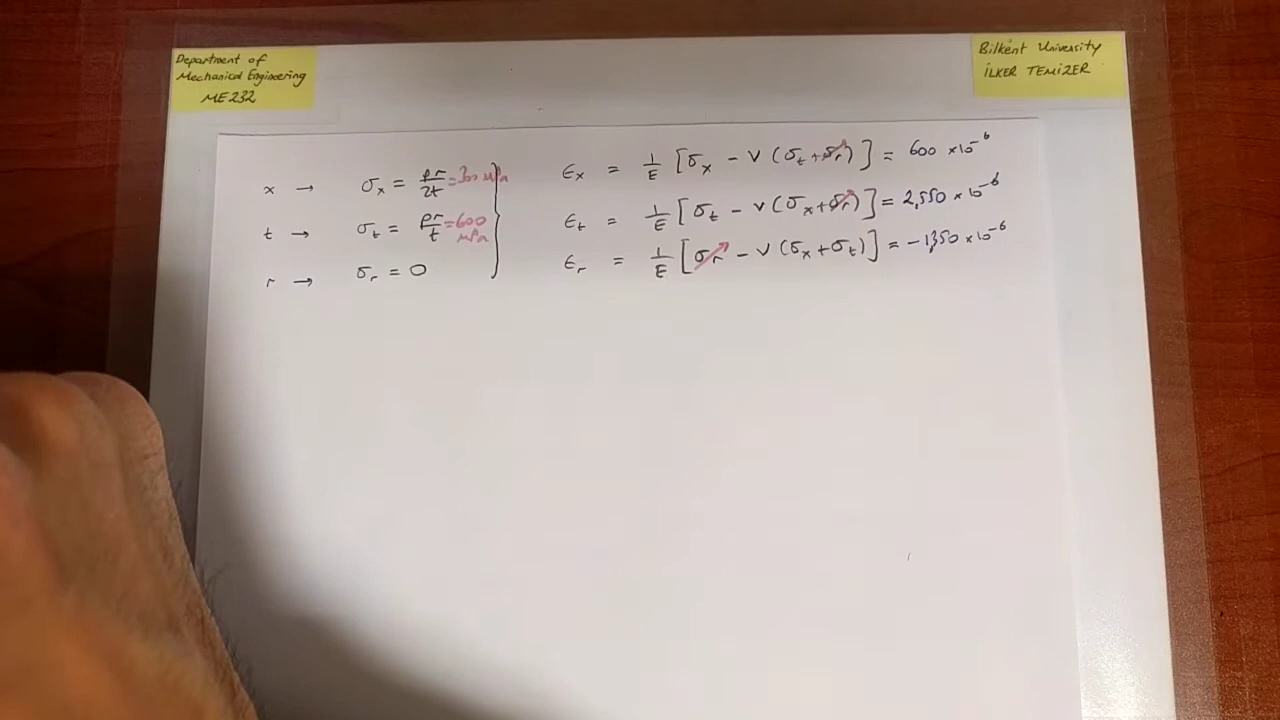 Department of
Mechanical Engineering
ME 232
Bilkent University
İLKER TEMİZER
x → σₓ = pr/2t = 300 MPa
t → σₜ = pr/t = 600 MPa
r → σᵣ = 0
ϵₓ = 1/E [σₓ - ν (σₜ + σᵣ)] = 600 ×10⁻⁶
ϵₜ = 1/E [σₜ - ν (σₓ + σᵣ)] = 2,550 ×10⁻⁶
ϵᵣ = 1/E [σᵣ - ν (σₓ + σₜ)] = -1,350 ×10⁻⁶